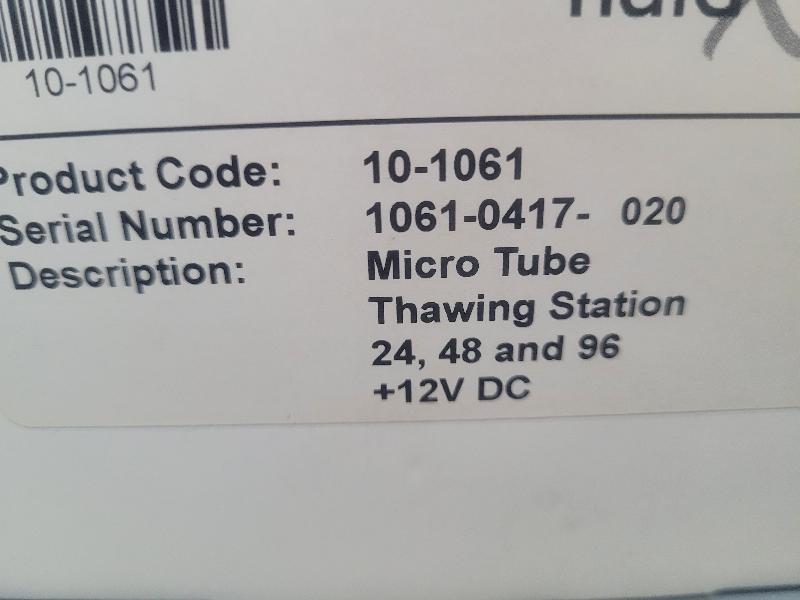 10-1061
Product Code: 10-1061
Serial Number: 1061-0417- 020
Description: Micro Tube
Thawing Station
24, 48 and 96
+12V DC